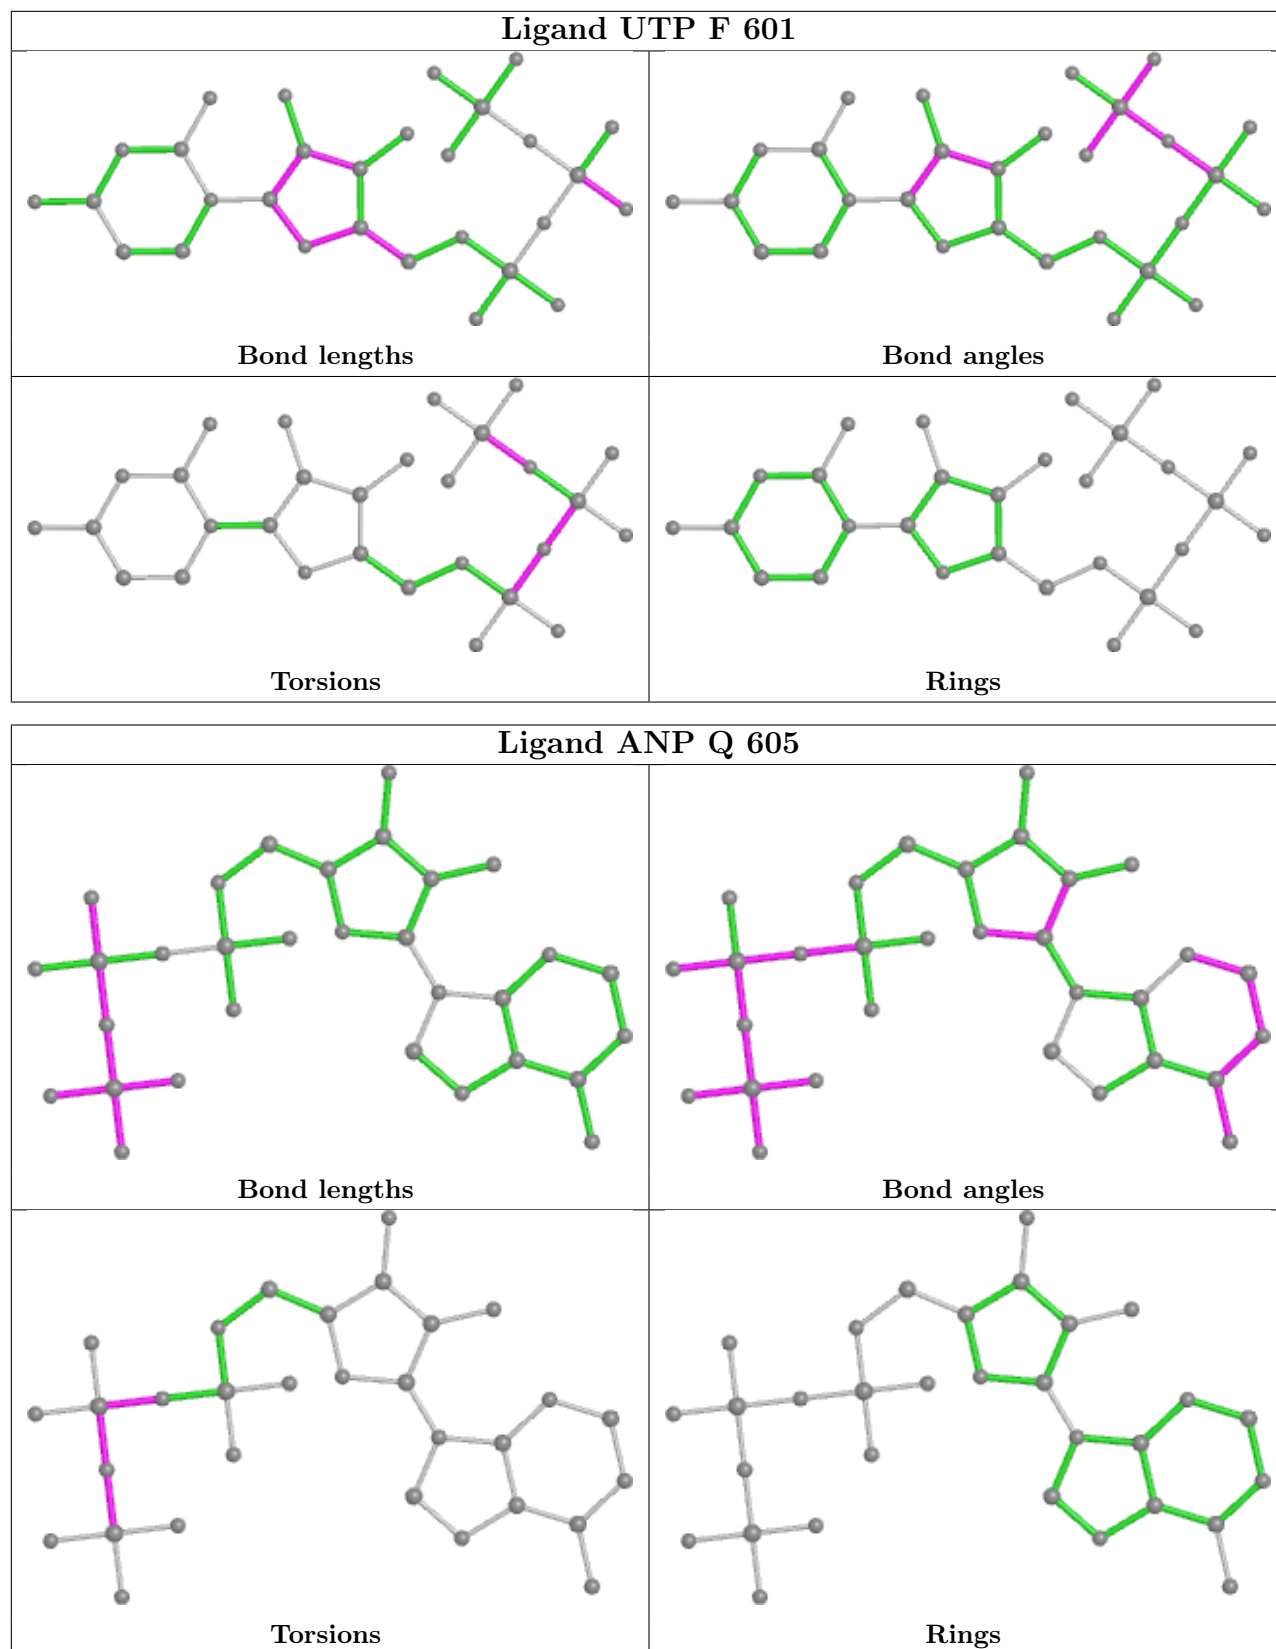 Ligand UTP F 601
Bond lengths
Bond angles
Torsions
Rings
Ligand ANP Q 605
Bond lengths
Bond angles
Torsions
Rings